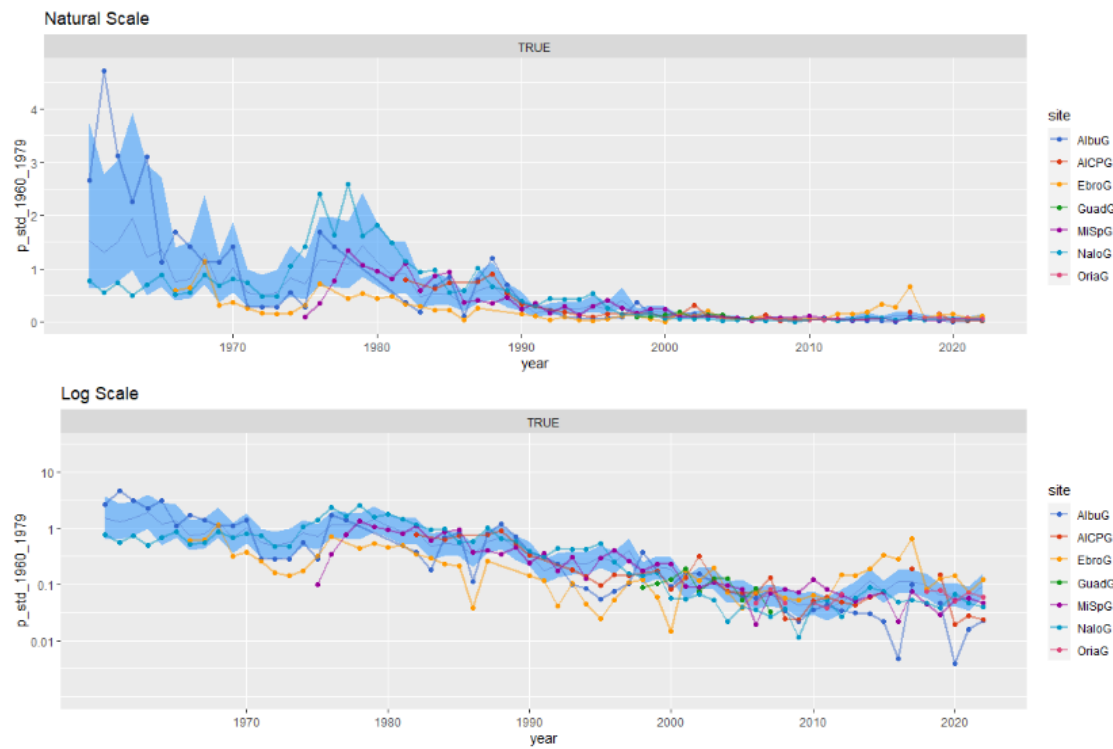 Natural Scale
TRUE
p_std_1960_1979
4
3
2
1
0
1970
1980
1990
2000
2010
2020
year
site
AlbuG
AlCPG
EbroG
GuadG
MiSpG
NaloG
OriaG
Log Scale
TRUE
p_std_1960_1979
10
1
0.10
0.01
1970
1980
1990
2000
2010
2020
year
site
AlbuG
AlCPG
EbroG
GuadG
MiSpG
NaloG
OriaG